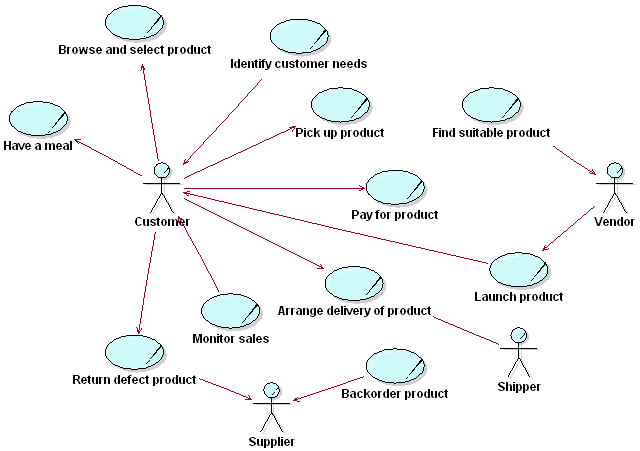 Browse and select product
Identify customer needs
Have a meal
Pick up product
Find suitable product
Customer
Pay for product
Vendor
Launch product
Arrange delivery of product
Monitor sales
Return defect product
Backorder product
Shipper
Supplier